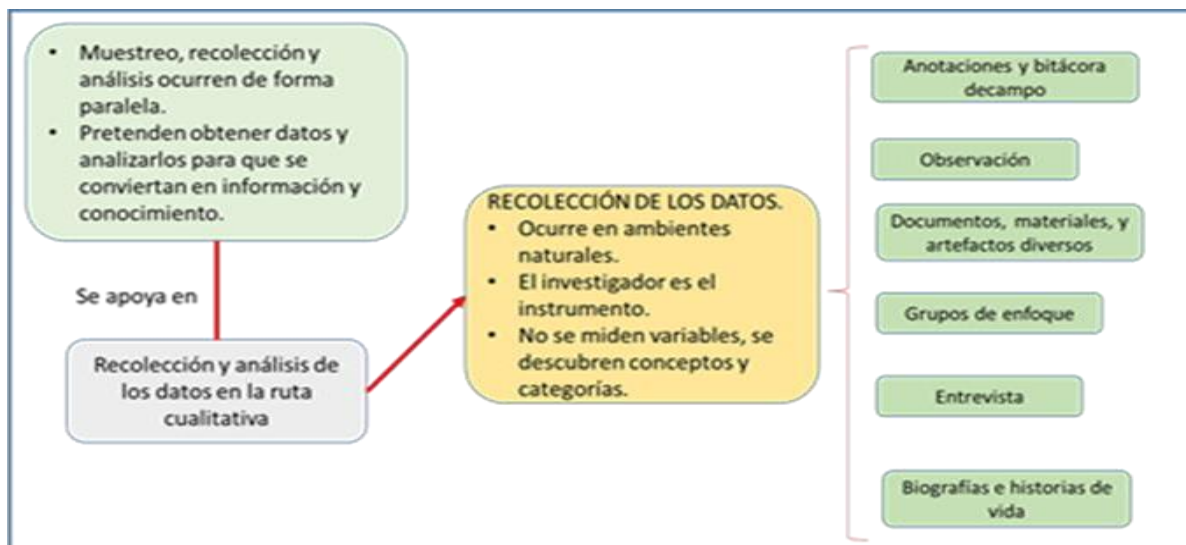 • Muestreo, recolección y
análisis ocurren de forma
paralela.
• Pretenden obtener datos y
analizarlos para que se
conviertan en información y
conocimiento.
Se apoya en
Recolección y análisis de
los datos en la ruta
cualitativa
RECOLECCIÓN DE LOS DATOS.
• Ocurre en ambientes
naturales.
• El investigador es el
instrumento.
• No se miden variables, se
descubren conceptos y
categorías.
Anotaciones y bitácora
decampo
Observación
Documentos, materiales, y
artefactos diversos
Grupos de enfoque
Entrevista
Biografías e historias de
vida